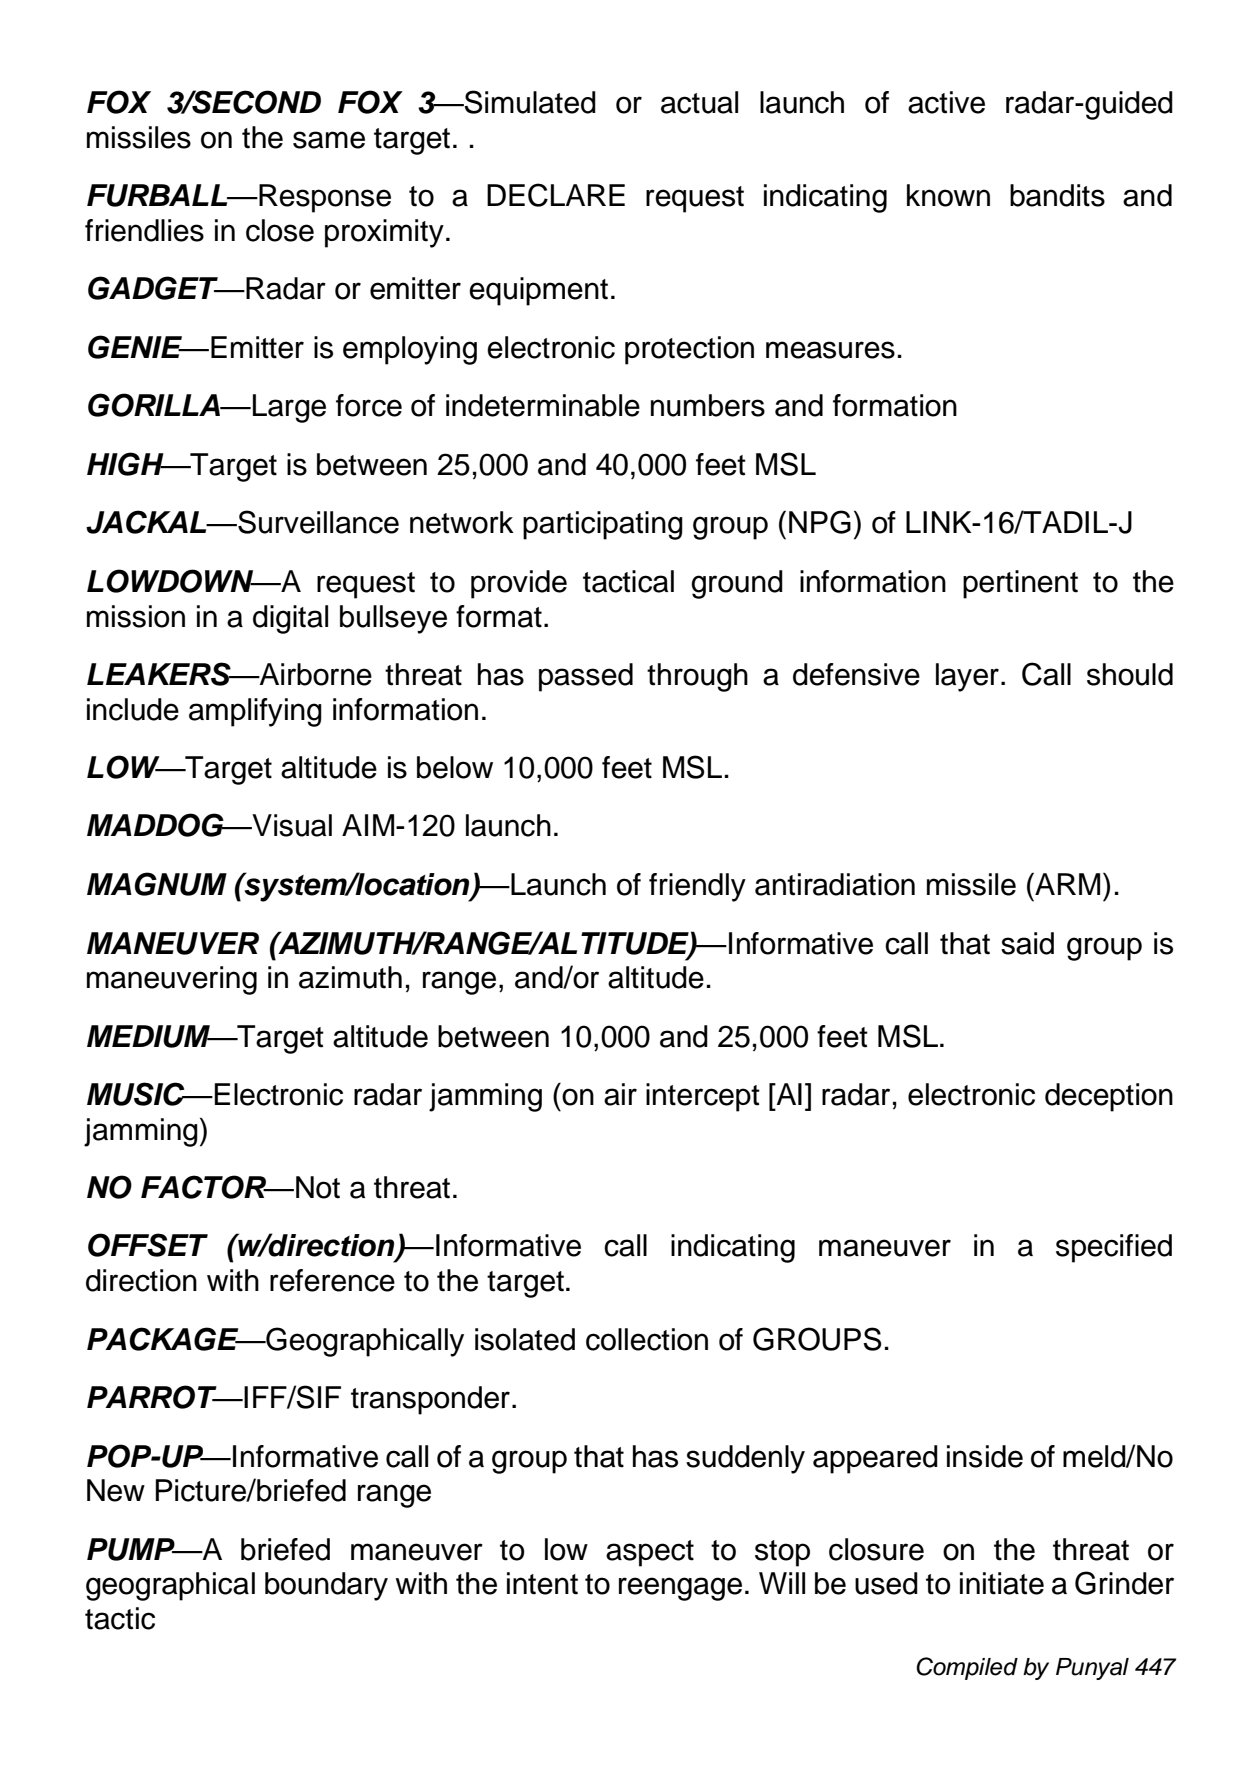 FOX 3/SECOND FOX 3—Simulated or actual launch of active radar-guided
missiles on the same target. .
FURBALL—Response to a DECLARE request indicating known bandits and
friendlies in close proximity.
GADGET—Radar or emitter equipment.
GENIE—Emitter is employing electronic protection measures.
GORILLA—Large force of indeterminable numbers and formation
HIGH—Target is between 25,000 and 40,000 feet MSL
JACKAL—Surveillance network participating group (NPG) of LINK-16/TADIL-J
LOWDOWN—A request to provide tactical ground information pertinent to the
mission in a digital bullseye format.
LEAKERS—Airborne threat has passed through a defensive layer. Call should
include amplifying information.
LOW—Target altitude is below 10,000 feet MSL.
MADDOG—Visual AIM-120 launch.
MAGNUM (system/location)—Launch of friendly antiradiation missile (ARM).
MANEUVER (AZIMUTH/RANGE/ALTITUDE)—Informative call that said group is
maneuvering in azimuth, range, and/or altitude.
MEDIUM—Target altitude between 10,000 and 25,000 feet MSL.
MUSIC—Electronic radar jamming (on air intercept [AI] radar, electronic deception
jamming)
NO FACTOR—Not a threat.
OFFSET (w/direction)—Informative call indicating maneuver in a specified
direction with reference to the target.
PACKAGE—Geographically isolated collection of GROUPS.
PARROT—IFF/SIF transponder.
POP-UP—Informative call of a group that has suddenly appeared inside of meld/No
New Picture/briefed range
PUMP—A briefed maneuver to low aspect to stop closure on the threat or
geographical boundary with the intent to reengage. Will be used to initiate a Grinder
tactic
Compiled by Punyal 447